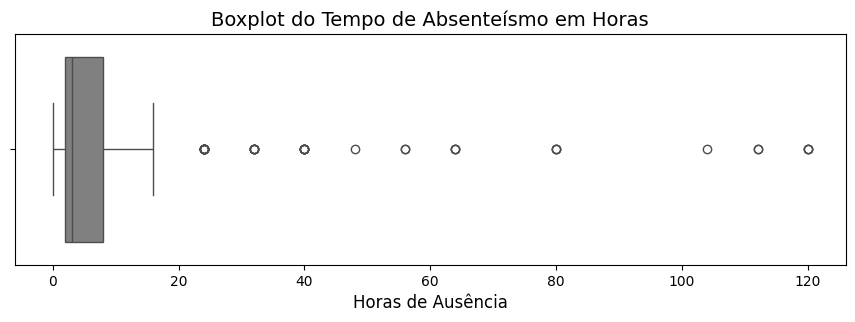 Boxplot do Tempo de Absenteísmo em Horas
0 20 40 60 80 100 120
Horas de Ausência